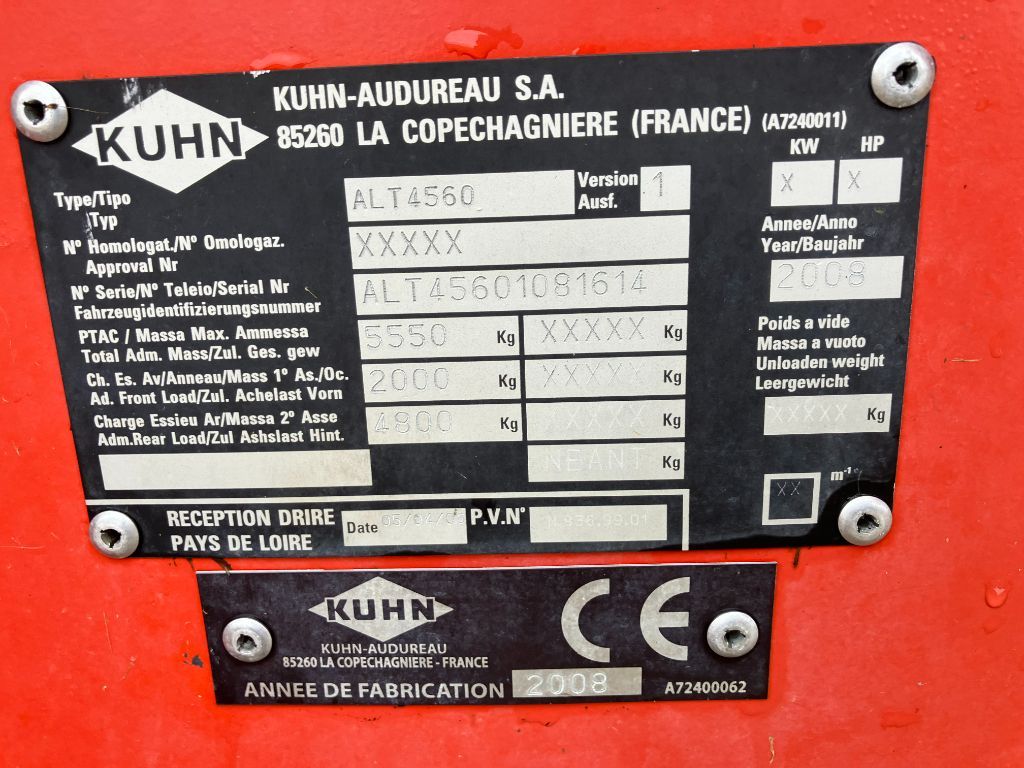 KUHN
KUHN-AUDUREAU S.A.
85260 LA COPECHAGNIERE (FRANCE) (A7240011)
KW HP
X X
Type/Tipo
/Typ
ALT4560
Version
Ausf.
1
N° Homologat./N° Omologaz.
Approval Nr
XXXXX
Annee/Anno
Year/Baujahr
2008
N° Serie/N° Teleio/Serial Nr
Fahrzeugidentifizierungsnummer
ALT45601081614
PTAC / Massa Max. Ammessa
Total Adm. Mass/Zul. Ges. gew
5550 Kg XXXXX Kg
Poids a vide
Massa a vuoto
Unloaden weight
Leergewicht
XXXXX Kg
Ch. Es. Av/Anneau/Mass 1° As./Oc.
Ad. Front Load/Zul. Achelast Vorn
2000 Kg XXXXX Kg
Charge Essieu Ar/Massa 2° Asse
Adm.Rear Load/Zul Ashslast Hint.
4800 Kg XXXXX Kg
NEANT Kg
XX m-1
RECEPTION DRIRE
PAYS DE LOIRE
Date 05/04/ P.V.N°
KUHN
KUHN-AUDUREAU
85260 LA COPECHAGNIERE - FRANCE
CE
ANNEE DE FABRICATION 2008 A72400062